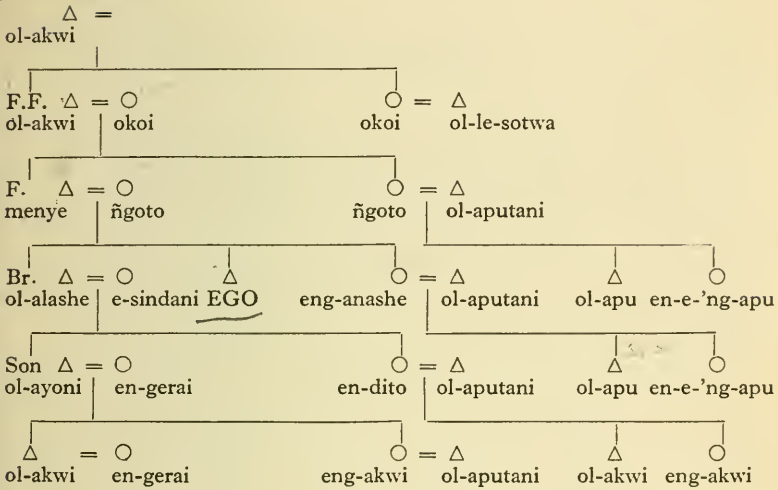 △ =
ol-akwi
F.F. △ = ○ ○ = △
ol-akwi okoi okoi ol-le-sotwa
F. △ = ○ ○ = △
menye ñgoto ñgoto ol-aputani
Br. △ = ○ △ ○ = △ △ ○
ol-alashe e-sindani EGO eng-anashe ol-aputani ol-apu en-e-'ng-apu
Son △ = ○ ○ = △ △ ○
ol-ayoni en-gerai en-dito ol-aputani ol-apu en-e-'ng-apu
△ = ○ ○ = △ △ ○
ol-akwi en-gerai eng-akwi ol-aputani ol-akwi eng-akwi